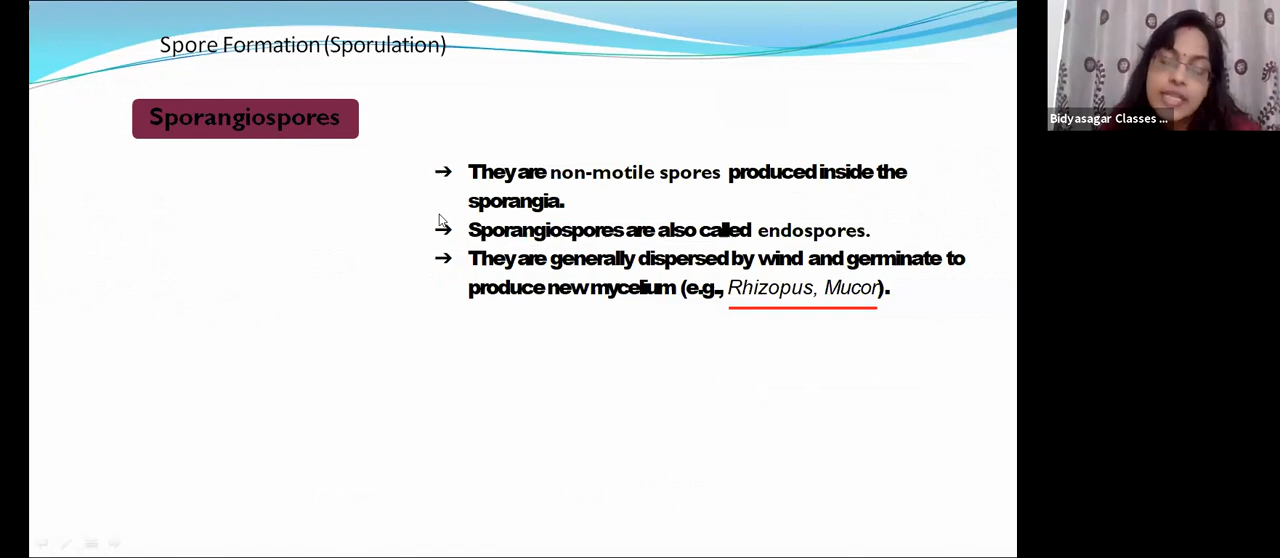 Spore Formation (Sporulation)
Sporangiospores
➔ They are non-motile spores produced inside the
sporangia.
➔ Sporangiospores are also called endospores.
➔ They are generally dispersed by wind and germinate to
produce new mycelium (e.g., Rhizopus, Mucor).
Bidyasagar Classes ...